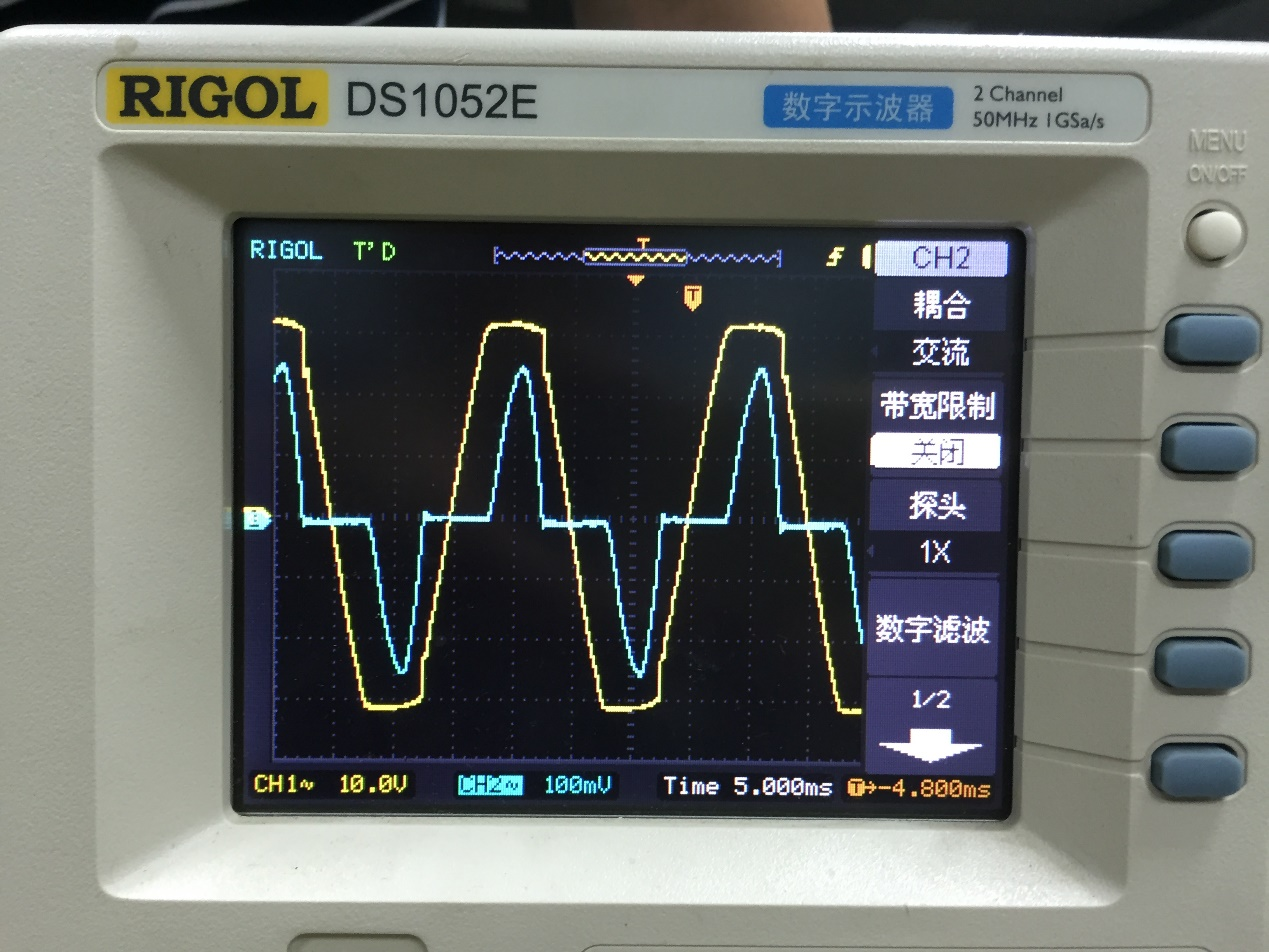 RIGOL DS1052E
数字示波器
2 Channel
50MHz 1GSa/s
MENU
ON/OFF
RIGOL T'D
T
CH2
T
耦合
交流
带宽限制
关闭
探头
1X
数字滤波
1/2
CH1~ 10.0V CH2~ 100mV Time 5.000ms T→-4.800ms